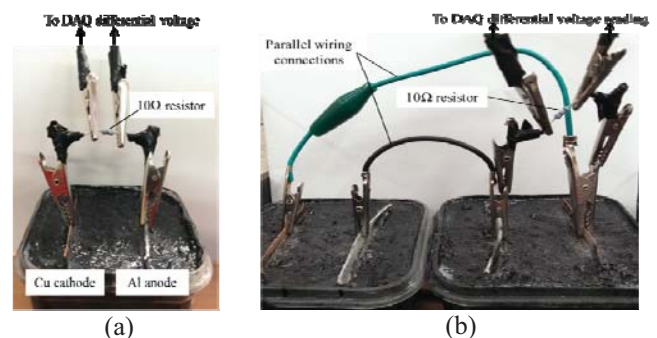 To DAQ differential voltage
10Ω resistor
Cu cathode
Al anode
(a)
To DAQ differential voltage reading
Parallel wiring
connections
10Ω resistor
(b)